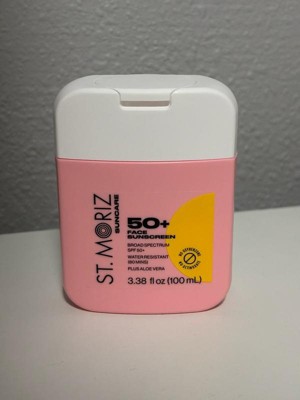 ST. MORIZ
SUNCARE
50+
FACE
SUNSCREEN
BROAD SPECTRUM
SPF 50+
WATER RESISTANT
(80 MINS)
PLUS ALOE VERA
3.38 fl oz (100 mL)